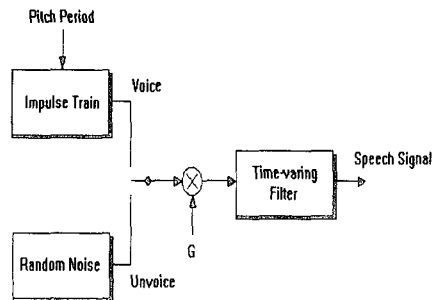 Pitch Period
Impulse Train
Voice
Speech Signal
Time-varing
Filter
G
Random Noise
Unvoice